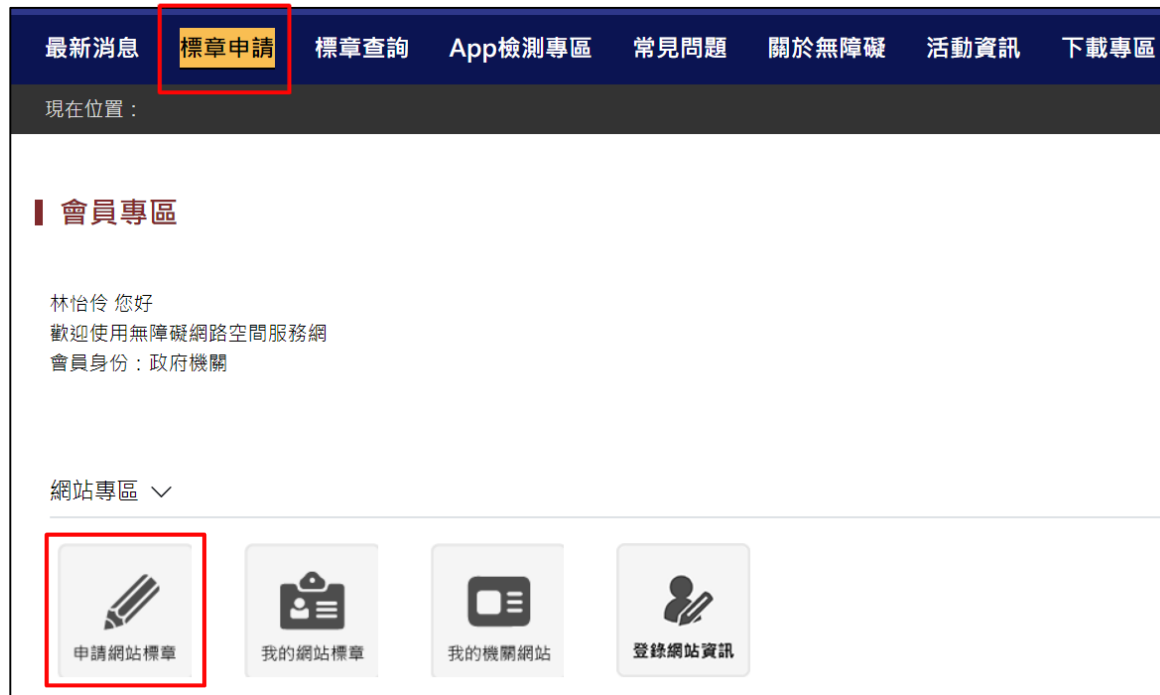 最新消息 標章申請 標章查詢 App檢測專區 常見問題 關於無障礙 活動資訊 下載專區
現在位置：
會員專區
林怡伶 您好
歡迎使用無障礙網路空間服務網
會員身份：政府機關
網站專區
申請網站標章 我的網站標章 我的機關網站 登錄網站資訊